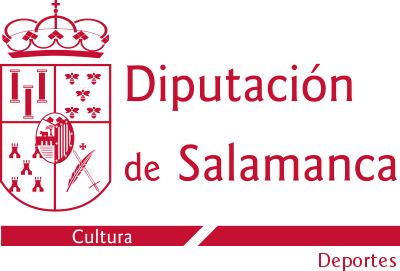 Diputación
de Salamanca
Cultura
Deportes